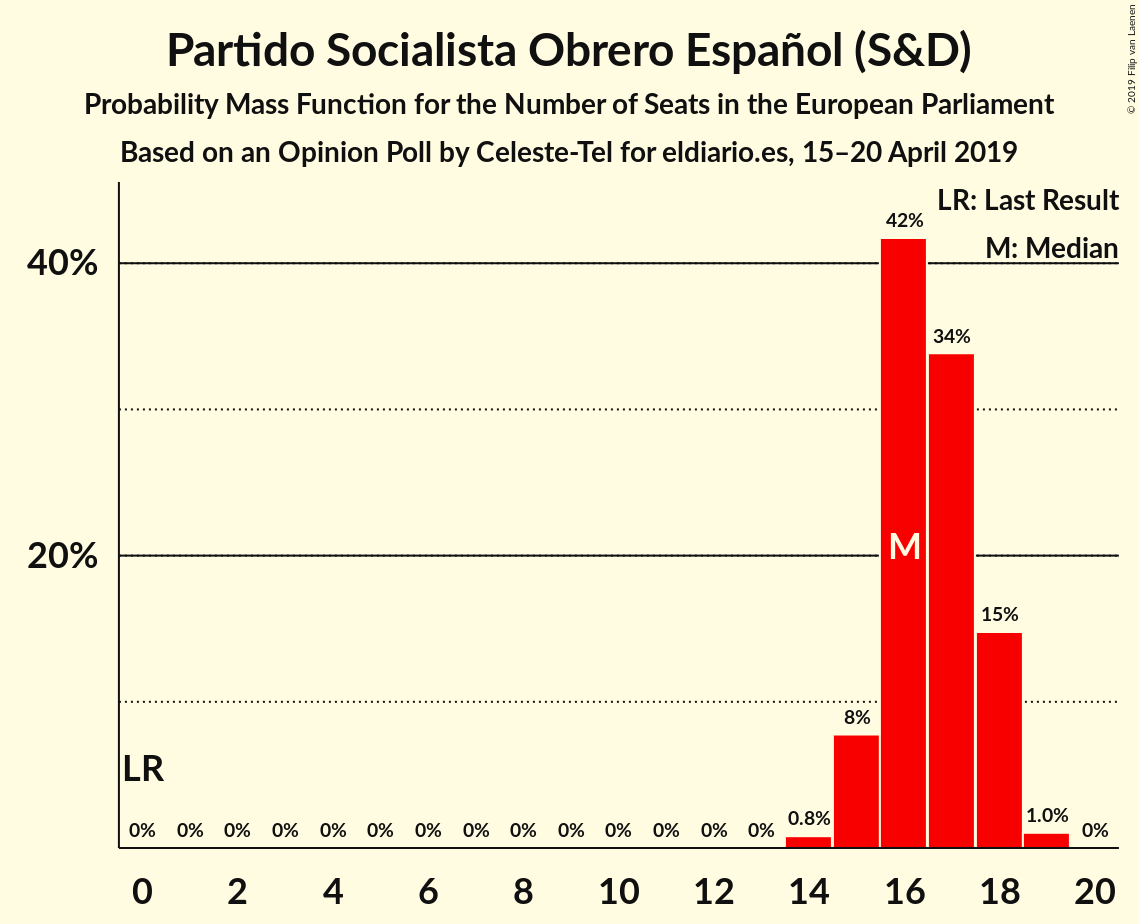 Partido Socialista Obrero Español (S&D)
Probability Mass Function for the Number of Seats in the European Parliament
Based on an Opinion Poll by Celeste-Tel for eldiario.es, 15–20 April 2019
© 2019 Filip van Laenen
LR: Last Result
M: Median
42%
40%
34%
20%
M
15%
8%
LR
0% 0% 0% 0% 0% 0% 0% 0% 0% 0% 0% 0% 0% 0% 0.8% 1.0% 0%
0 2 4 6 8 10 12 14 16 18 20